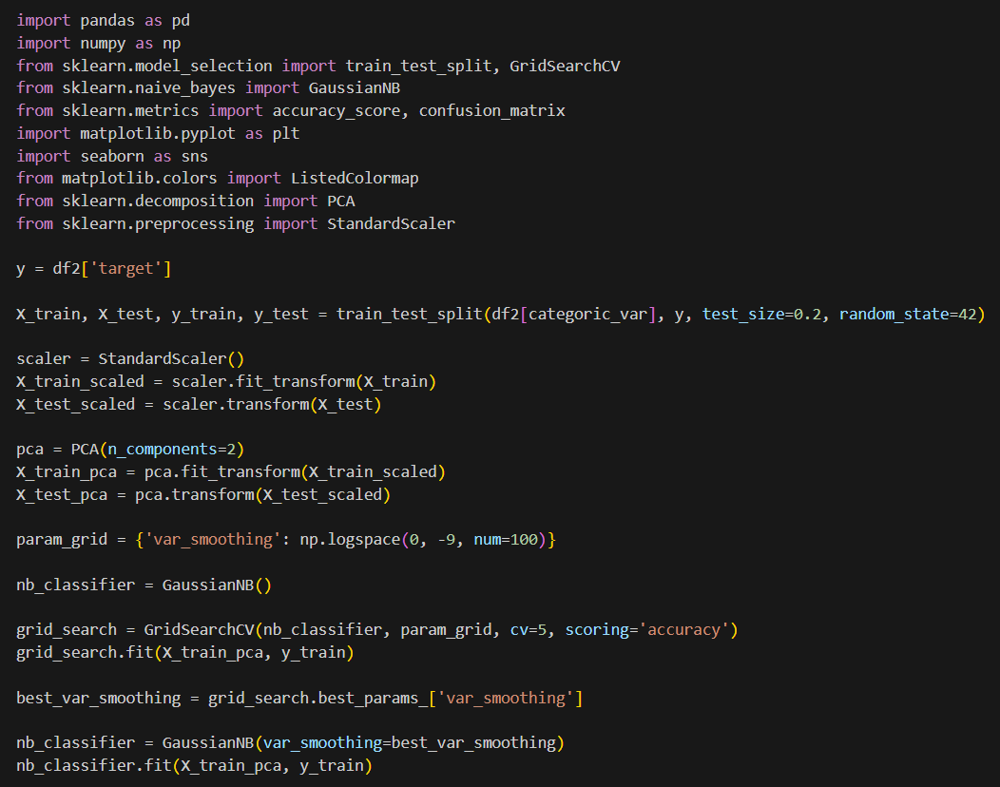 import pandas as pd
import numpy as np
from sklearn.model_selection import train_test_split, GridSearchCV
from sklearn.naive_bayes import GaussianNB
from sklearn.metrics import accuracy_score, confusion_matrix
import matplotlib.pyplot as plt
import seaborn as sns
from matplotlib.colors import ListedColormap
from sklearn.decomposition import PCA
from sklearn.preprocessing import StandardScaler
y = df2['target']
X_train, X_test, y_train, y_test = train_test_split(df2[categoric_var], y, test_size=0.2, random_state=42)
scaler = StandardScaler()
X_train_scaled = scaler.fit_transform(X_train)
X_test_scaled = scaler.transform(X_test)
pca = PCA(n_components=2)
X_train_pca = pca.fit_transform(X_train_scaled)
X_test_pca = pca.transform(X_test_scaled)
param_grid = {'var_smoothing': np.logspace(0, -9, num=100)}
nb_classifier = GaussianNB()
grid_search = GridSearchCV(nb_classifier, param_grid, cv=5, scoring='accuracy')
grid_search.fit(X_train_pca, y_train)
best_var_smoothing = grid_search.best_params_['var_smoothing']
nb_classifier = GaussianNB(var_smoothing=best_var_smoothing)
nb_classifier.fit(X_train_pca, y_train)